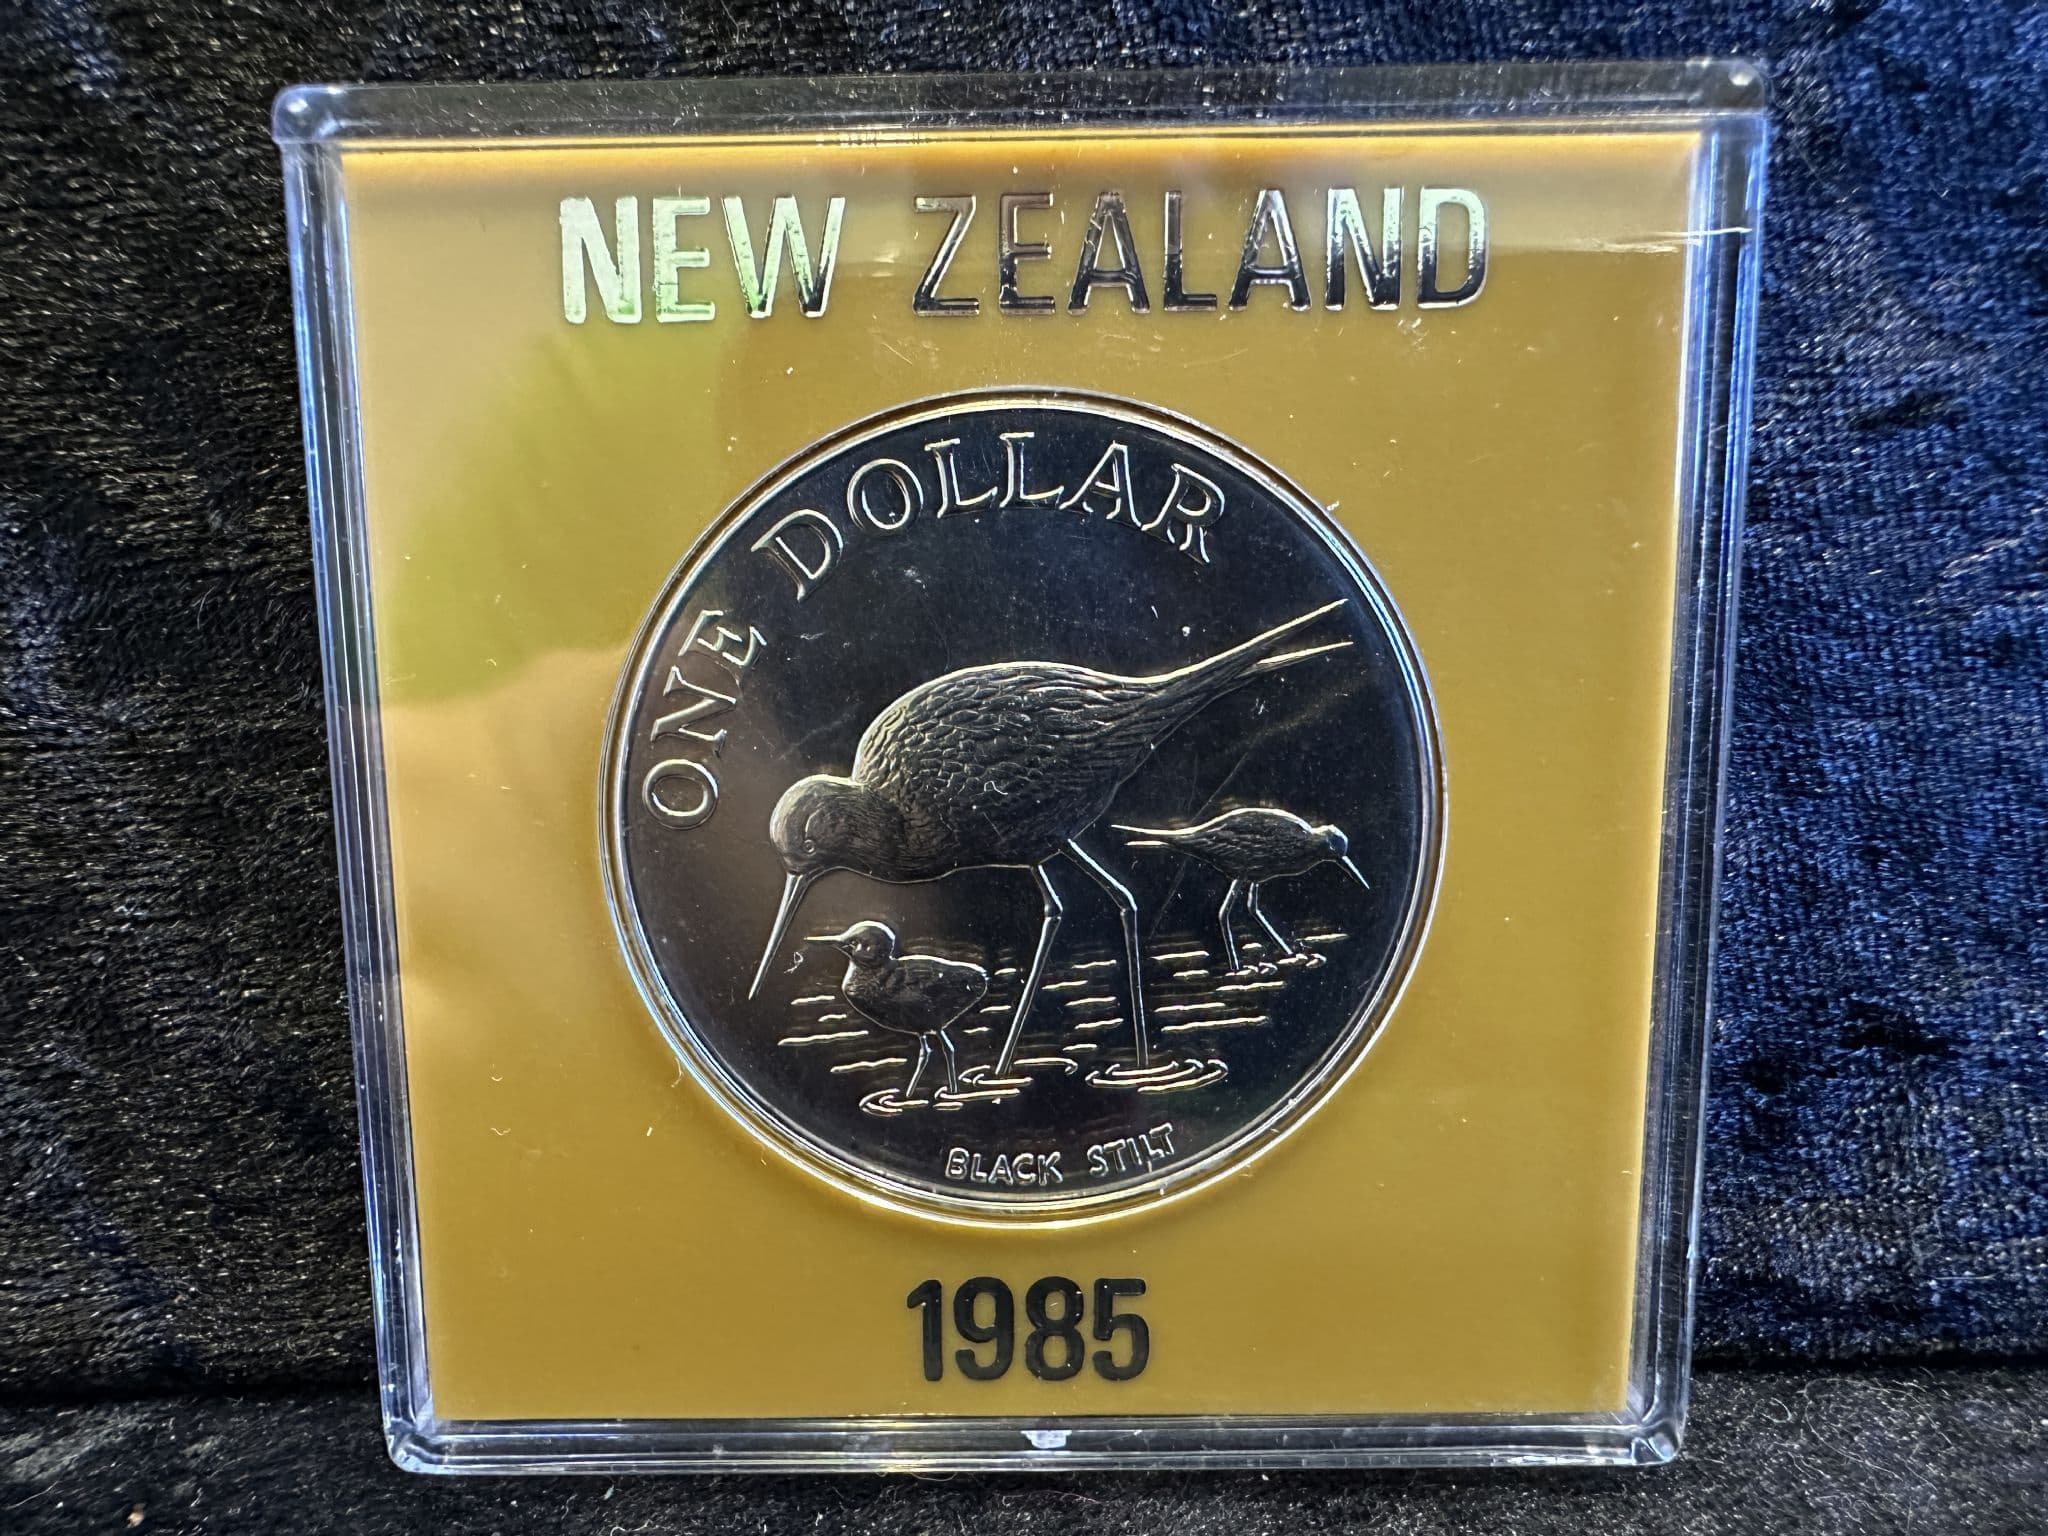 NEW ZEALAND
ONE DOLLAR
BLACK STILT
1985